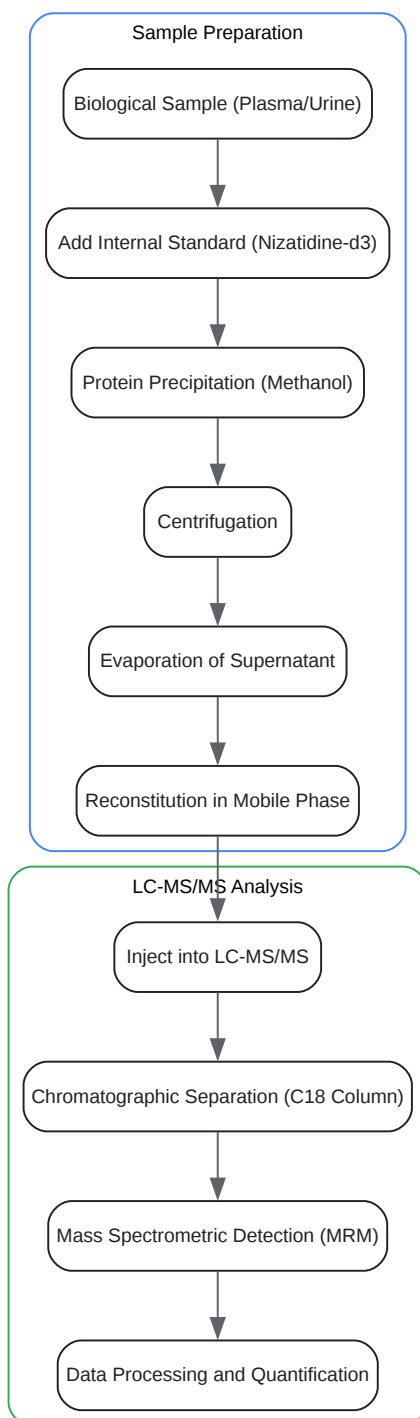 Sample Preparation
Biological Sample (Plasma/Urine)
Add Internal Standard (Nizatidine-d3)
Protein Precipitation (Methanol)
Centrifugation
Evaporation of Supernatant
Reconstitution in Mobile Phase
LC-MS/MS Analysis
Inject into LC-MS/MS
Chromatographic Separation (C18 Column)
Mass Spectrometric Detection (MRM)
Data Processing and Quantification